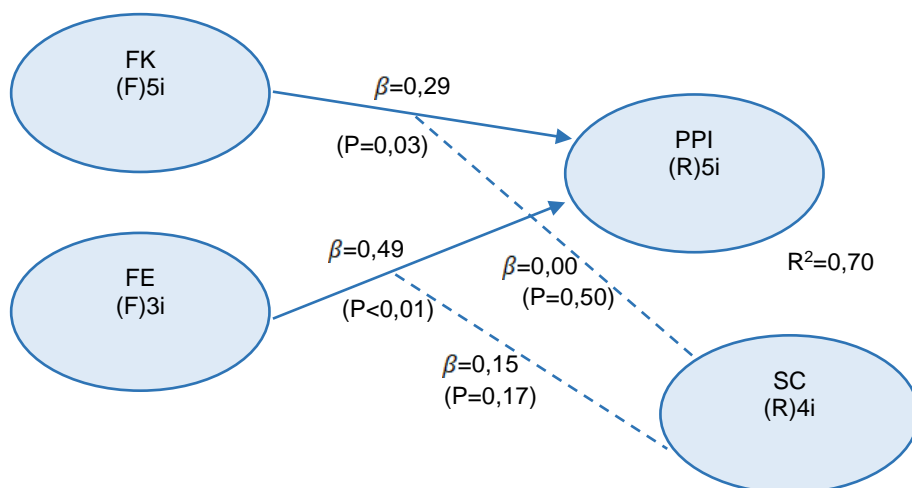 FK
(F)5i
β=0,29
(P=0,03)
PPI
(R)5i
FE
(F)3i
β=0,49
(P<0,01)
β=0,00
(P=0,50)
R²=0,70
β=0,15
(P=0,17)
SC
(R)4i